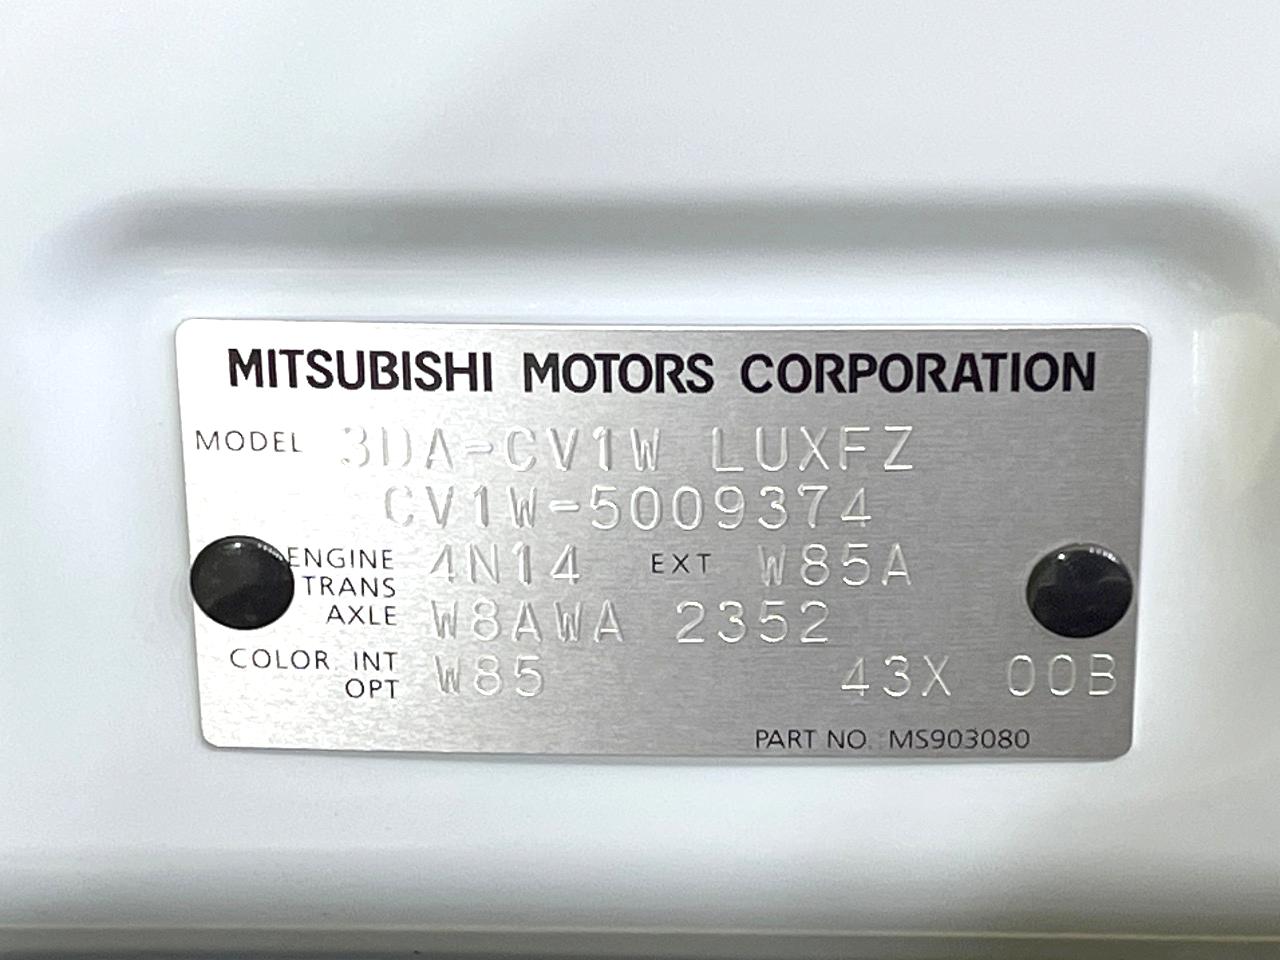 MITSUBISHI MOTORS CORPORATION
MODEL 3DA-CV1W LUXFZ
CV1W-5009374
ENGINE 4N14 EXT W85A
TRANS
AXLE W8AWA 2352
COLOR INT W85 43X 00B
OPT
PART NO. MS903080